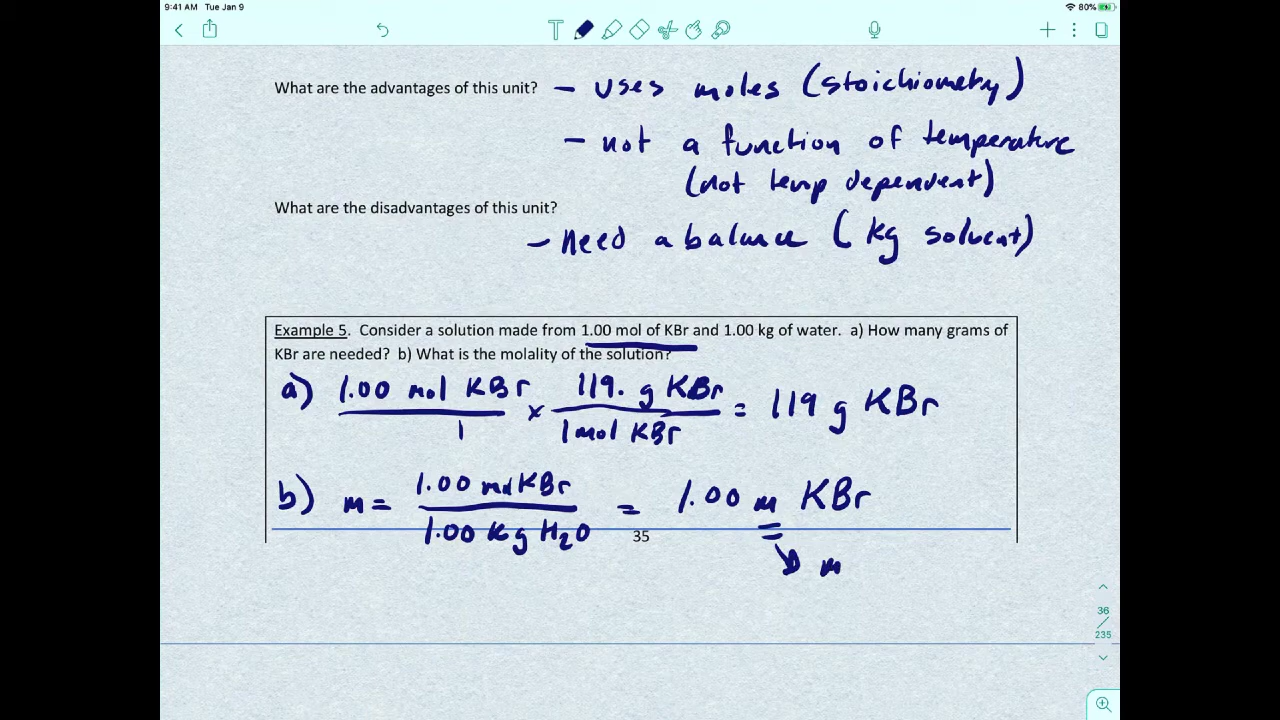 9:41 AM Tue Jan 9
80%
What are the advantages of this unit? – uses moles (stoichiometry)
– not a function of temperature
(not temp dependent)
What are the disadvantages of this unit?
– Need a balance (kg solvent)
Example 5. Consider a solution made from 1.00 mol of KBr and 1.00 kg of water. a) How many grams of
KBr are needed? b) What is the molality of the solution?
a) 1.00 mol KBr / 1 x 119. g KBr / 1 mol KBr = 119 g KBr
b) m = 1.00 mol KBr / 1.00 Kg H₂O = 1.00 m KBr
35
m
36
/
235